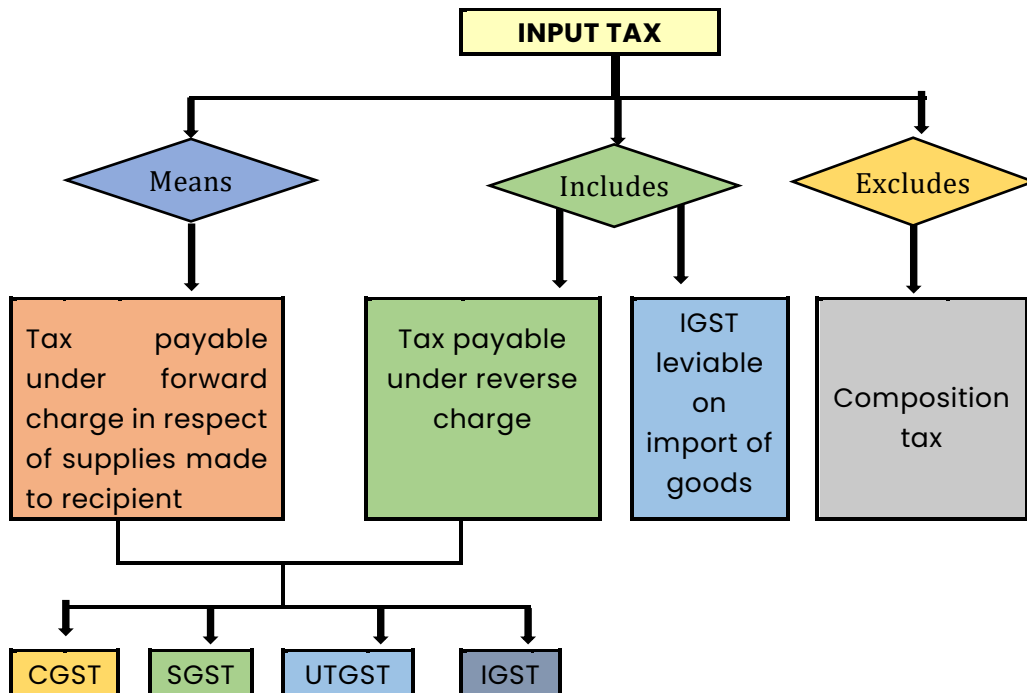 INPUT TAX
Means
Includes
Excludes
Tax payable
under forward
charge in respect
of supplies made
to recipient
Tax payable
under reverse
charge
IGST
leviable
on
import of
goods
Composition
tax
CGST
SGST
UTGST
IGST